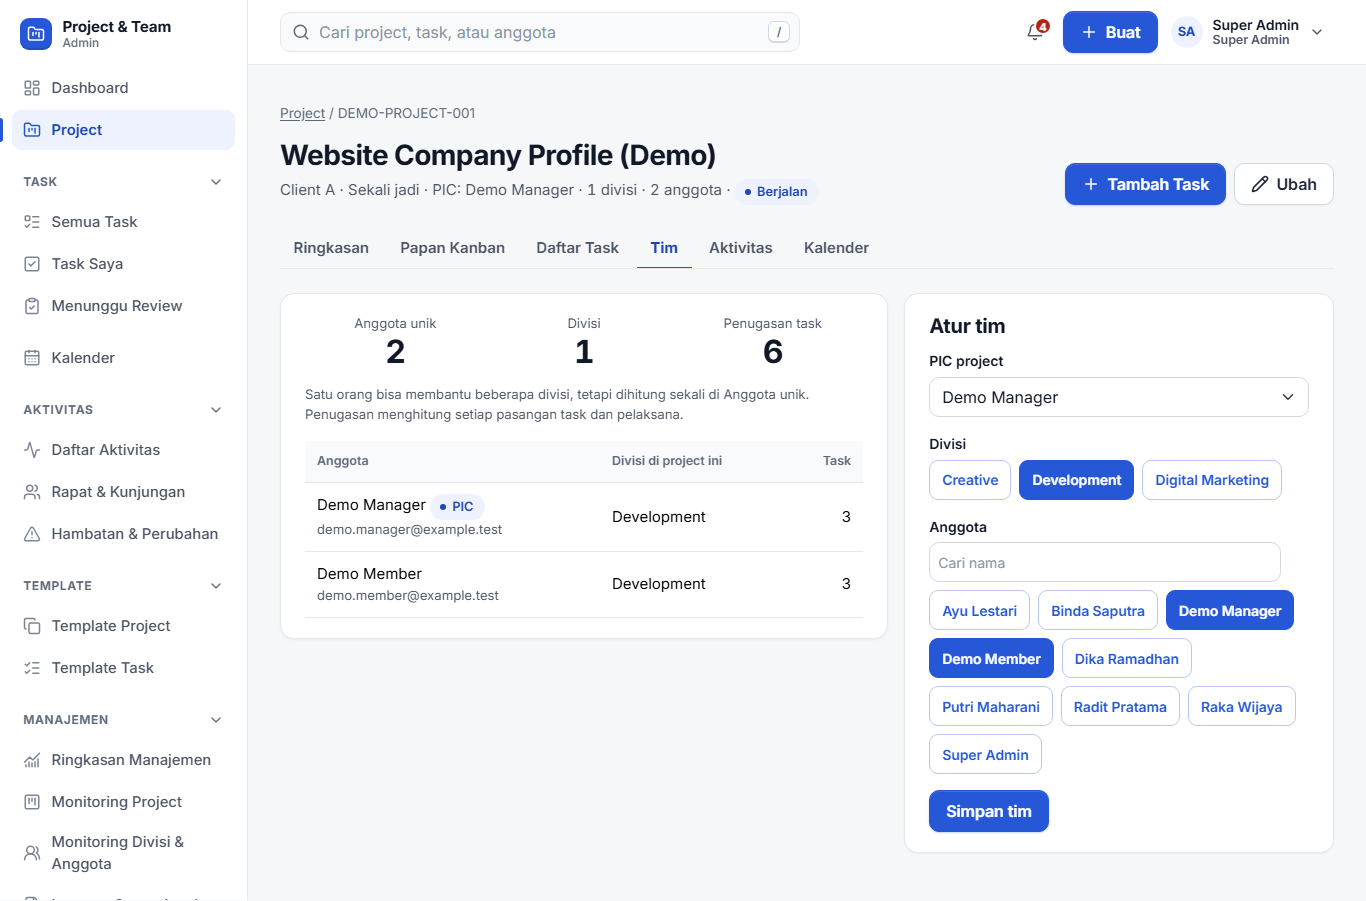 Project & Team
Admin
Dashboard
Project
TASK
Semua Task
Task Saya
Menunggu Review
Kalender
AKTIVITAS
Daftar Aktivitas
Rapat & Kunjungan
Hambatan & Perubahan
TEMPLATE
Template Project
Template Task
MANAJEMEN
Ringkasan Manajemen
Monitoring Project
Monitoring Divisi &
Anggota
Cari project, task, atau anggota
/
4
+ Buat
SA
Super Admin
Super Admin
Project / DEMO-PROJECT-001
Website Company Profile (Demo)
Client A · Sekali jadi · PIC: Demo Manager · 1 divisi · 2 anggota · • Berjalan
+ Tambah Task
Ubah
Ringkasan Papan Kanban Daftar Task Tim Aktivitas Kalender
Anggota unik Divisi Penugasan task
2 1 6
Satu orang bisa membantu beberapa divisi, tetapi dihitung sekali di Anggota unik.
Penugasan menghitung setiap pasangan task dan pelaksana.
Anggota Divisi di project ini Task
Demo Manager • PIC
demo.manager@example.test
Development 3
Demo Member
demo.member@example.test
Development 3
Atur tim
PIC project
Demo Manager
Divisi
Creative Development Digital Marketing
Anggota
Cari nama
Ayu Lestari Binda Saputra Demo Manager
Demo Member Dika Ramadhan
Putri Maharani Radit Pratama Raka Wijaya
Super Admin
Simpan tim